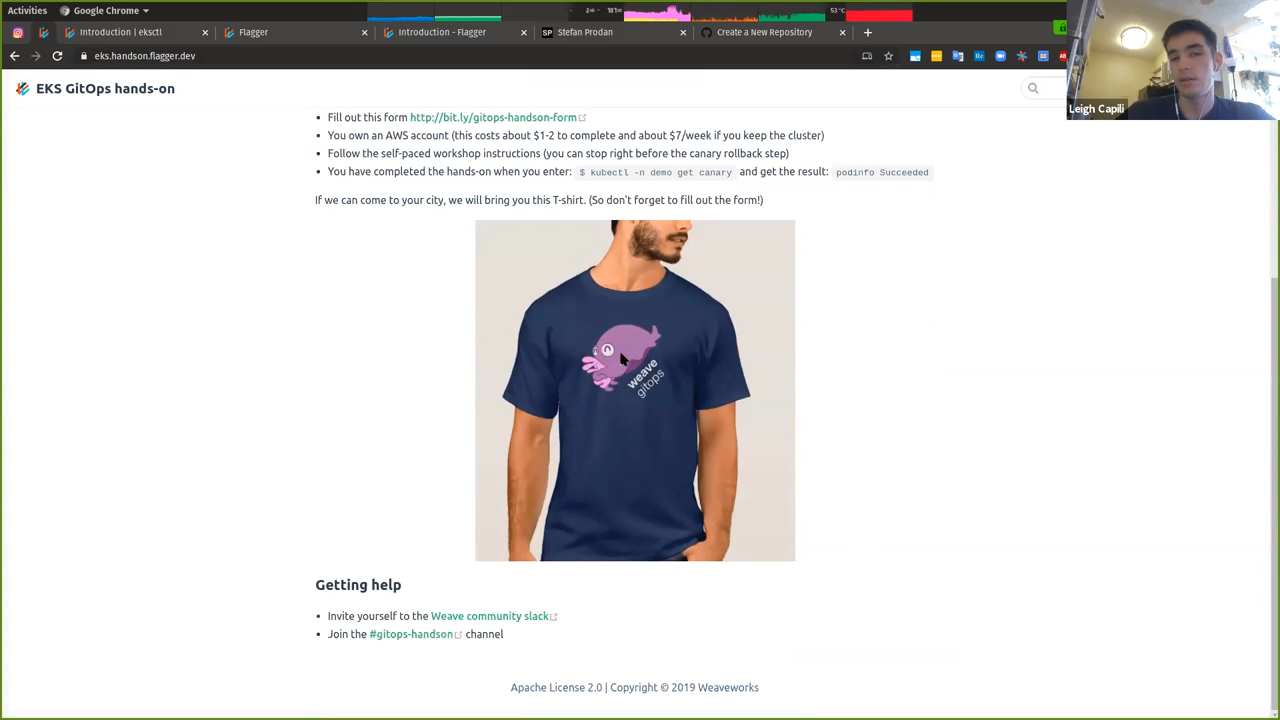 Activities Google Chrome 53 °C
Introduction | eksctl Flagger Introduction - Flagger SP Stefan Prodan Create a New Repository
eks.handson.flagger.dev
Leigh Capili
EKS GitOps hands-on
• Fill out this form http://bit.ly/gitops-handson-form
• You own an AWS account (this costs about $1-2 to complete and about $7/week if you keep the cluster)
• Follow the self-paced workshop instructions (you can stop right before the canary rollback step)
• You have completed the hands-on when you enter: $ kubectl -n demo get canary and get the result: podinfo Succeeded
If we can come to your city, we will bring you this T-shirt. (So don't forget to fill out the form!)
weave
gitops
Getting help
• Invite yourself to the Weave community slack
• Join the #gitops-handson channel
Apache License 2.0 | Copyright © 2019 Weaveworks